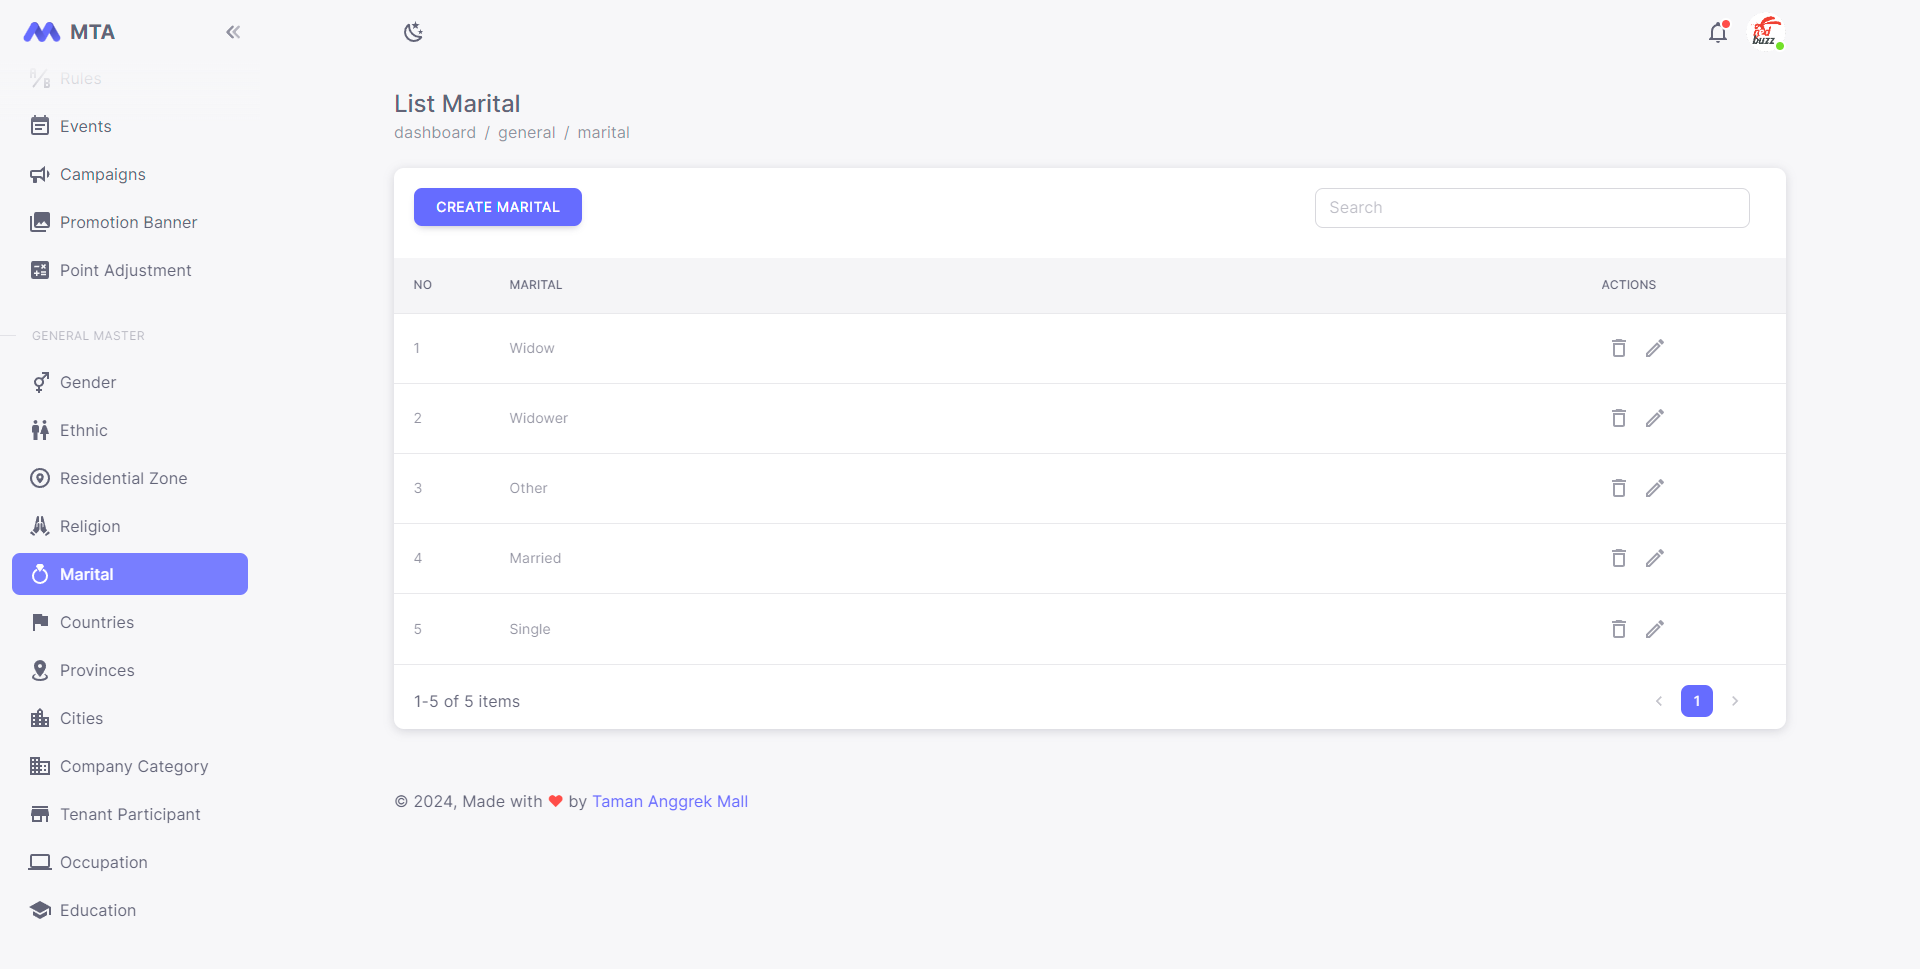 MTA
Rules
Events
Campaigns
Promotion Banner
Point Adjustment
GENERAL MASTER
Gender
Ethnic
Residential Zone
Religion
Marital
Countries
Provinces
Cities
Company Category
Tenant Participant
Occupation
Education
List Marital
dashboard / general / marital
CREATE MARITAL
Search
NO MARITAL ACTIONS
1 Widow
2 Widower
3 Other
4 Married
5 Single
1-5 of 5 items
1
© 2024, Made with ❤ by Taman Anggrek Mall
buzz